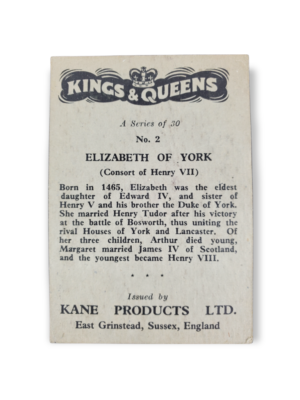 KINGS & QUEENS
A Series of 30
No. 2
ELIZABETH OF YORK
(Consort of Henry VII)
Born in 1465, Elizabeth was the eldest
daughter of Edward IV, and sister of
Henry V and his brother the Duke of York.
She married Henry Tudor after his victory
at the battle of Bosworth, thus uniting the
rival Houses of York and Lancaster. Of
her three children, Arthur died young,
Margaret married James IV of Scotland,
and the youngest became Henry VIII.
* * *
Issued by
KANE PRODUCTS LTD.
East Grinstead, Sussex, England